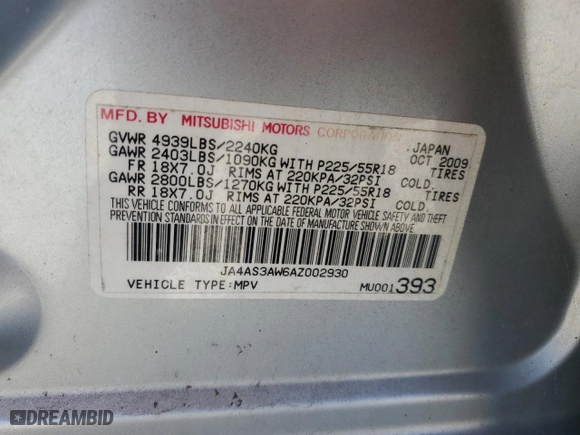 MFD. BY MITSUBISHI MOTORS CORPORATION
GVWR 4939LBS/2240KG JAPAN
GAWR 2403LBS/1090KG WITH P225/55R18 OCT 2009
FR 18X7.0J RIMS AT 220KPA/32PSI TIRES COLD.
GAWR 2800LBS/1270KG WITH P225/55R18 TIRES
RR 18X7.0J RIMS AT 220KPA/32PSI COLD.
THIS VEHICLE CONFORMS TO ALL APPLICABLE FEDERAL MOTOR VEHICLE SAFETY AND THEFT
PREVENTION STANDARDS IN EFFECT ON THE DATE OF MANUFACTURE SHOWN ABOVE.
JA4AS3AW6AZ002930
VEHICLE TYPE:MPV MU001393
DREAMBID